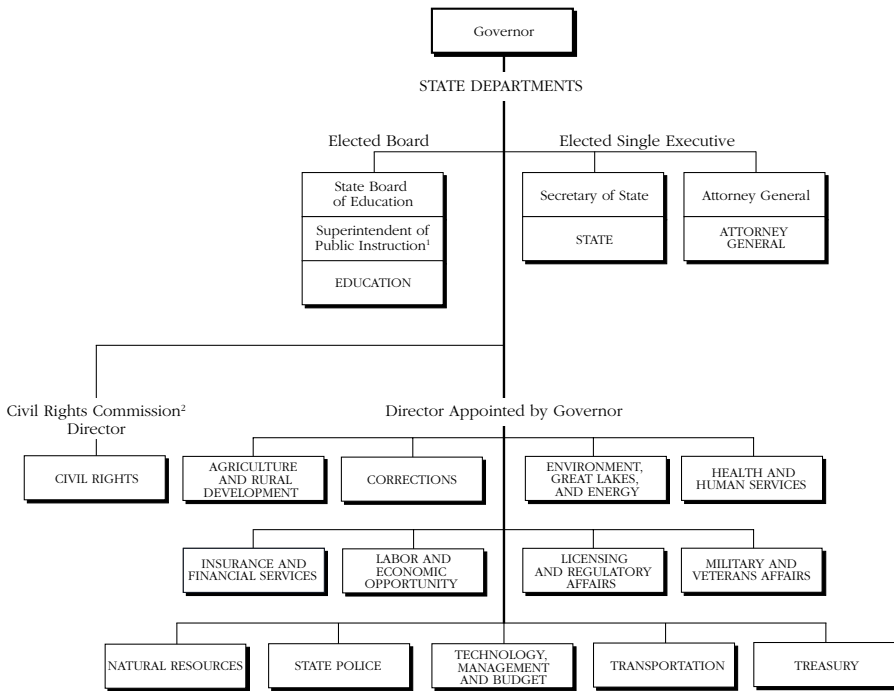 Governor
STATE DEPARTMENTS
Elected Board
Elected Single Executive
State Board
of Education
Superintendent of
Public Instruction¹
EDUCATION
Secretary of State
STATE
Attorney General
ATTORNEY
GENERAL
Civil Rights Commission²
Director
CIVIL RIGHTS
Director Appointed by Governor
AGRICULTURE
AND RURAL
DEVELOPMENT
CORRECTIONS
ENVIRONMENT,
GREAT LAKES,
AND ENERGY
HEALTH AND
HUMAN SERVICES
INSURANCE AND
FINANCIAL SERVICES
LABOR AND
ECONOMIC
OPPORTUNITY
LICENSING
AND REGULATORY
AFFAIRS
MILITARY AND
VETERANS AFFAIRS
NATURAL RESOURCES
STATE POLICE
TECHNOLOGY,
MANAGEMENT
AND BUDGET
TRANSPORTATION
TREASURY